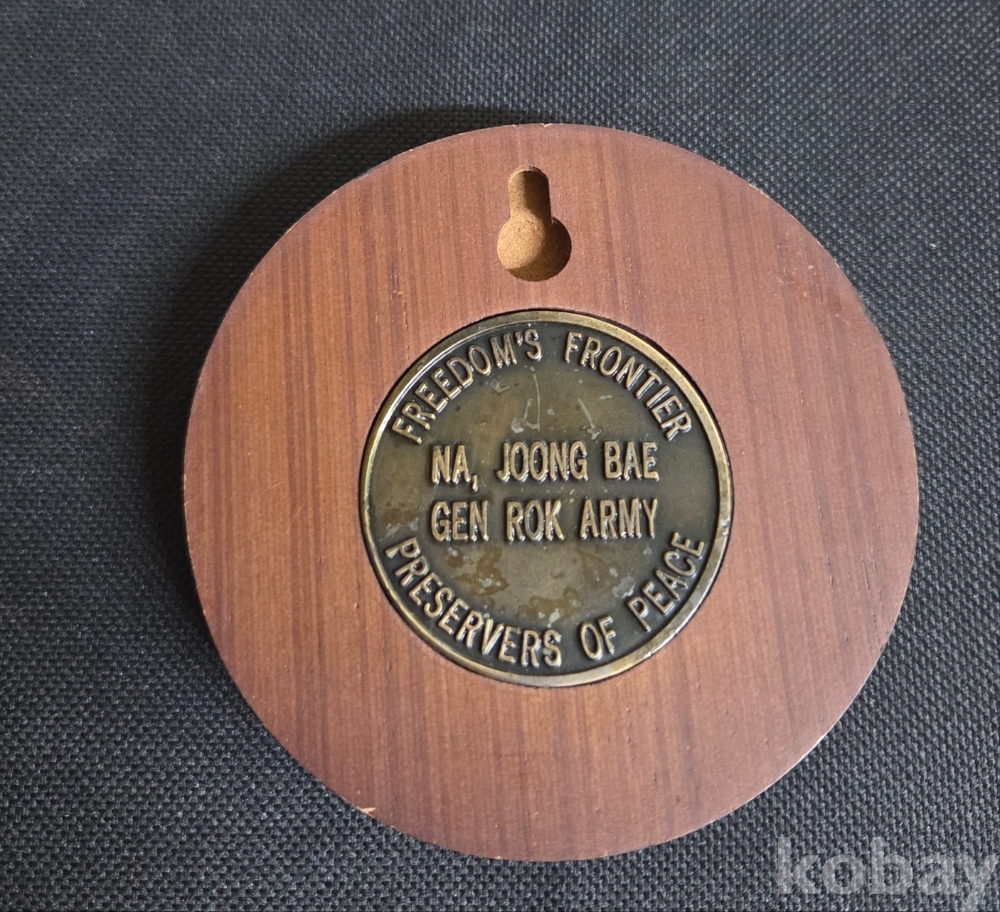 FREEDOM'S FRONTIER
NA, JOONG BAE
GEN ROK ARMY
PRESERVERS OF PEACE
kobay